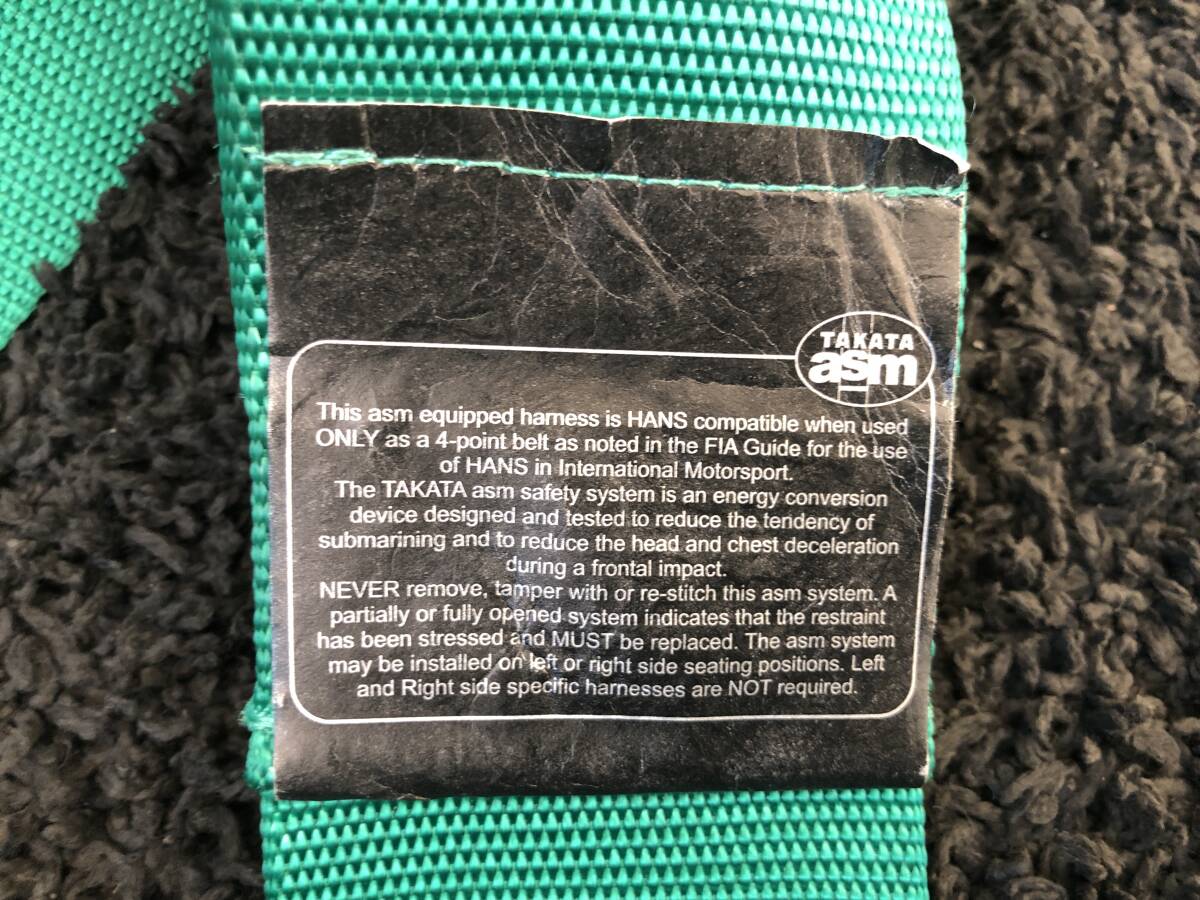 TAKATA
asm
This asm equipped harness is HANS compatible when used
ONLY as a 4-point belt as noted in the FIA Guide for the use
of HANS in International Motorsport.
The TAKATA asm safety system is an energy conversion
device designed and tested to reduce the tendency of
submarining and to reduce the head and chest deceleration
during a frontal impact.
NEVER remove, tamper with or re-stitch this asm system. A
partially or fully opened system indicates that the restraint
has been stressed and MUST be replaced. The asm system
may be installed on left or right side seating positions. Left
and Right side specific harnesses are NOT required.